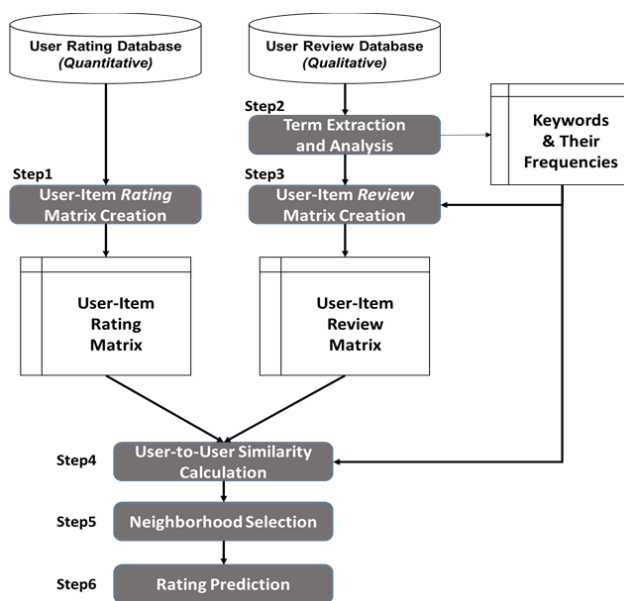 User Rating Database
(Quantitative)
User Review Database
(Qualitative)
Step2
Term Extraction
and Analysis
Keywords
& Their
Frequencies
Step1
User-Item Rating
Matrix Creation
Step3
User-Item Review
Matrix Creation
User-Item
Rating
Matrix
User-Item
Review
Matrix
Step4
User-to-User Similarity
Calculation
Step5
Neighborhood Selection
Step6
Rating Prediction